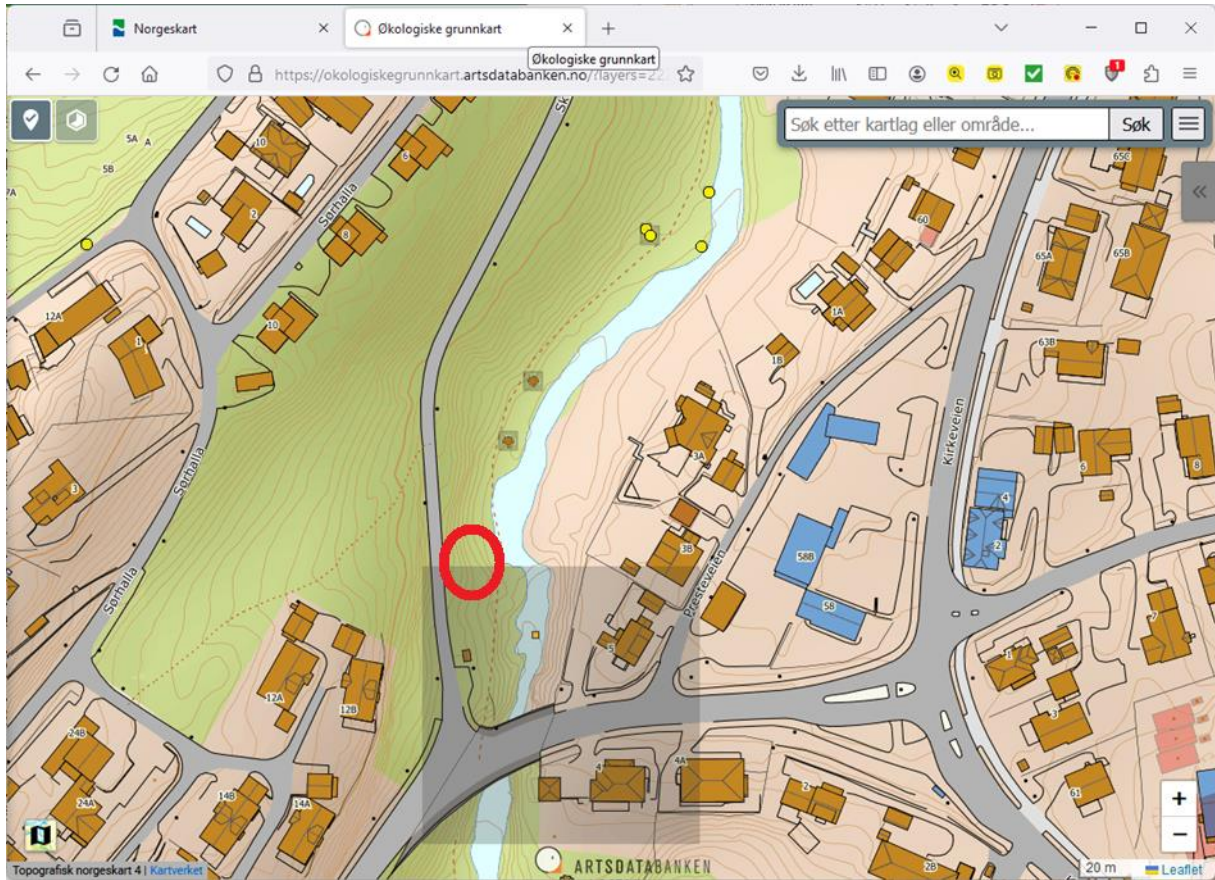 Norgeskart
Økologiske grunnkart
Økologiske grunnkart
https://okologiskegrunnkart.artsdatabanken.no/?layers=22
1
Søk etter kartlag eller område...
Søk
5A
A
10
6
65C
5B
7A
Sørhalla
2
60
8
65A
65B
12A
1A
10
1
63B
1B
Kirkeveien
3A
6
8
Sørhalla
3
4
2
3B
58B
Presteveien
Sørhalla
58
5
7
1
12A
12B
3
24B
4
4A
61
2
24A
14B
14A
+
−
ARTSDATABANKEN
2B
20 m
Leaflet
Topografisk norgeskart 4 | Kartverket